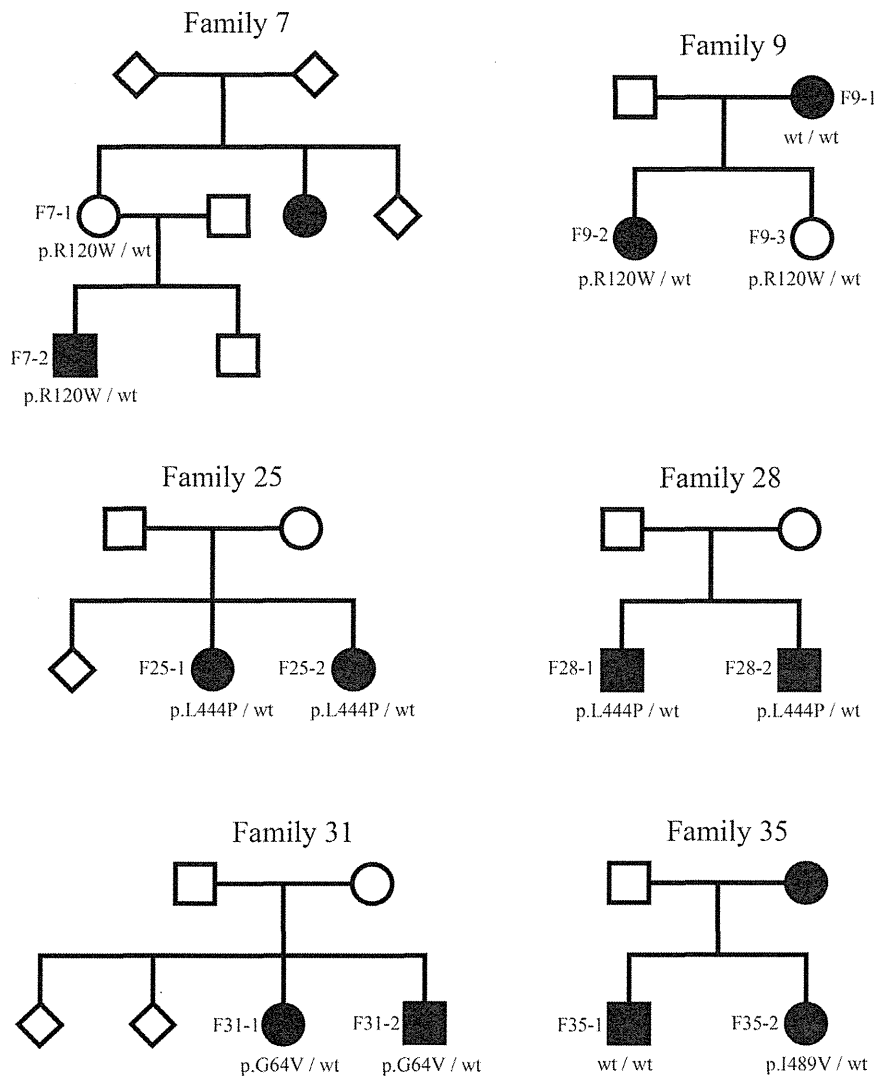 Family 7
F7-1
p.R120W / wt
F7-2
p.R120W / wt
Family 9
F9-1
wt / wt
F9-2
F9-3
p.R120W / wt
p.R120W / wt
Family 25
F25-1
F25-2
p.L444P / wt
p.L444P / wt
Family 28
F28-1
F28-2
p.L444P / wt
p.L444P / wt
Family 31
F31-1
F31-2
p.G64V / wt
p.G64V / wt
Family 35
F35-1
F35-2
wt / wt
p.I489V / wt